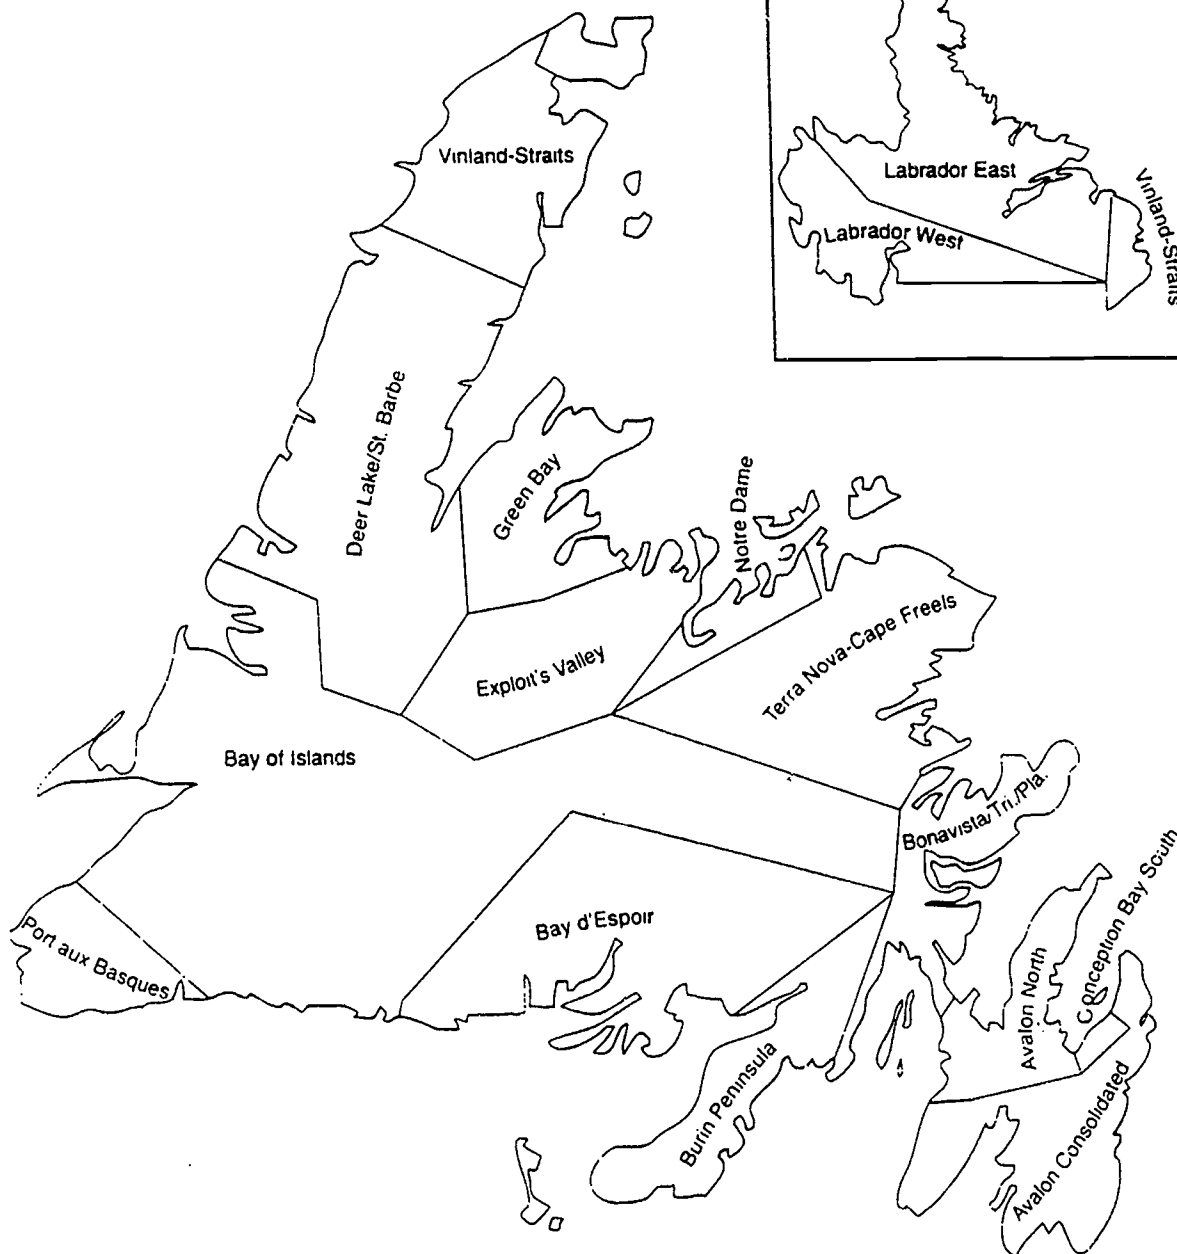 Vinland-Straits
Labrador East
Labrador West
Vinland-Straits
Deer Lake/St. Barbe
Green Bay
Notre Dame
Exploit's Valley
Terra Nova-Cape Freels
Bay of Islands
Bonavista/Tri./Pla.
Port aux Basques
Bay d'Espoir
Conception Bay South
Avalon North
Burin Peninsula
Avalon Consolidated